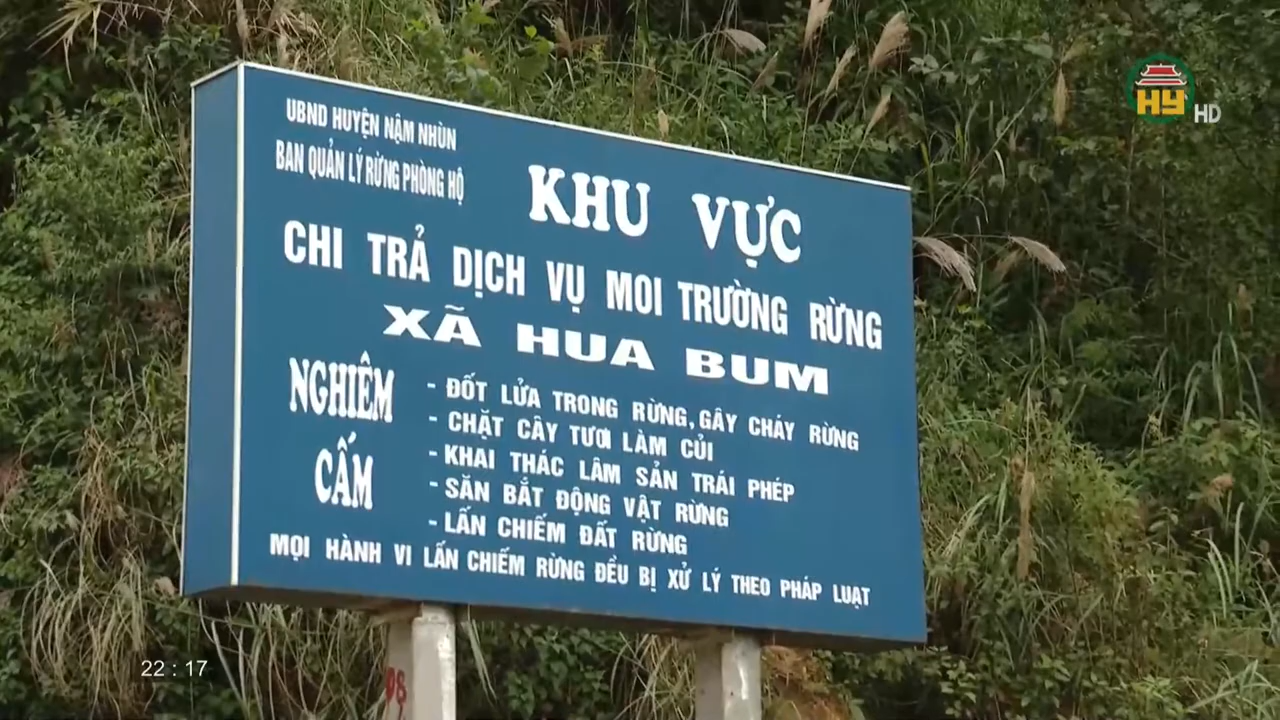 HY HD
UBND HUYỆN NẬM NHÙN
BAN QUẢN LÝ RỪNG PHÒNG HỘ
KHU VỰC
CHI TRẢ DỊCH VỤ MOI TRƯỜNG RỪNG
XÃ HUA BUM
NGHIÊM CẤM
- ĐỐT LỬA TRONG RỪNG, GÂY CHÁY RỪNG
- CHẶT CÂY TƯƠI LÀM CỦI
- KHAI THÁC LÂM SẢN TRÁI PHÉP
- SĂN BẮT ĐỘNG VẬT RỪNG
- LẤN CHIẾM ĐẤT RỪNG
MỌI HÀNH VI LẤN CHIẾM RỪNG ĐỀU BỊ XỬ LÝ THEO PHÁP LUẬT
22 : 17
08